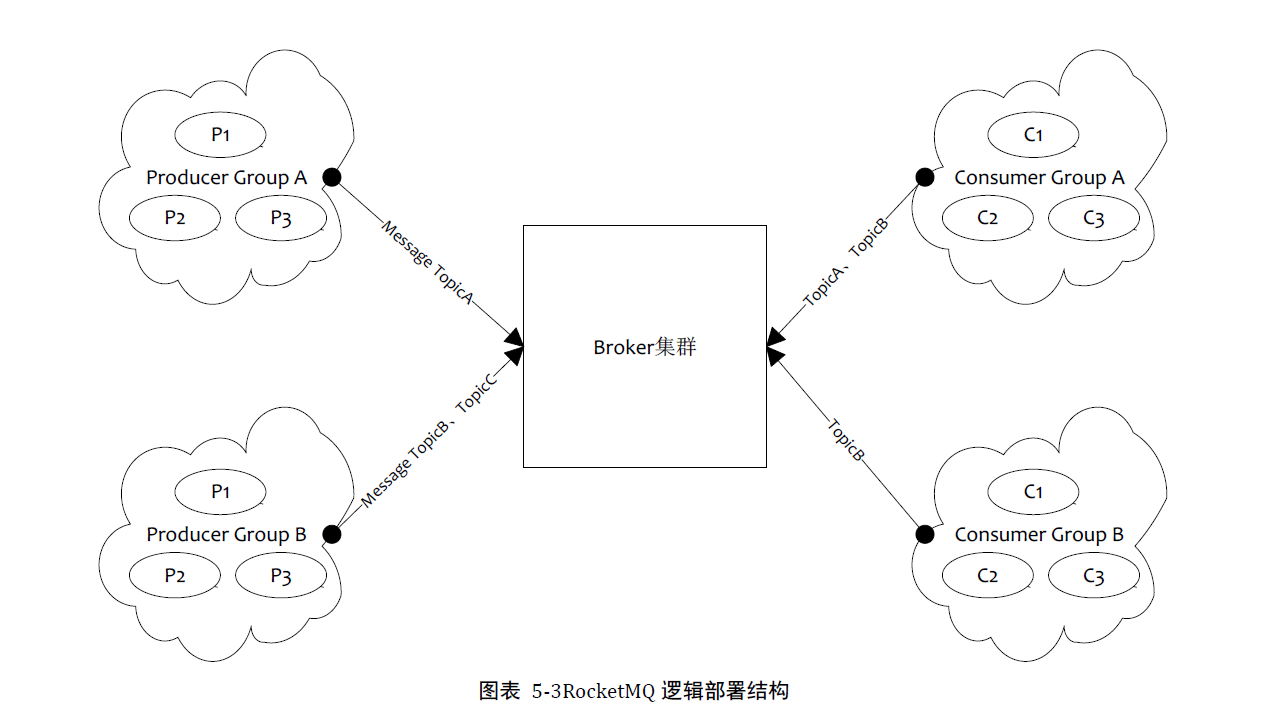 P1
Producer Group A
P2
P3
Message TopicA
C1
Consumer Group A
C2
C3
TopicA、TopicB
Broker集群
P1
Producer Group B
P2
P3
Message TopicB、TopicC
C1
Consumer Group B
C2
C3
TopicB
图表 5-3RocketMQ 逻辑部署结构